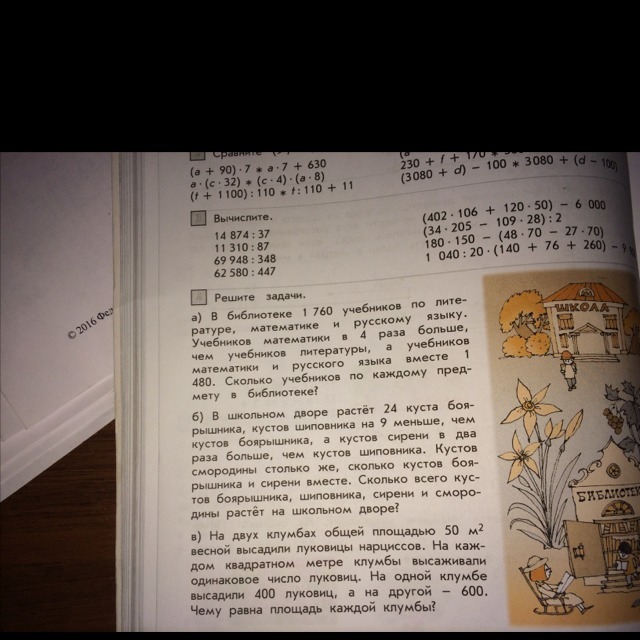 © 2016
Сравните
(a + 90) · 7 * a · 7 + 630
a · (c · 32) * (c · 4) · (a · 8)
(t + 1100) : 110 * t : 110 + 11
230 + f + 170 *
(3080 + d) − 100 * 3080 + (d − 100)
Вычислите.
14 874 : 37
11 310 : 87
69 948 : 348
62 580 : 447
(402 · 106 + 120 · 50) − 6 000
(34 · 205 − 109 · 28) : 2
180 · 150 − (48 · 70 − 27 · 70)
1 040 : 20 · (140 + 76 + 260) −
Решите задачи.
а) В библиотеке 1 760 учебников по лите-
ратуре, математике и русскому языку.
Учебников математики в 4 раза больше,
чем учебников литературы, а учебников
математики и русского языка вместе 1
480. Сколько учебников по каждому пред-
мету в библиотеке?
б) В школьном дворе растёт 24 куста боя-
рышника, кустов шиповника на 9 меньше, чем
кустов боярышника, а кустов сирени в два
раза больше, чем кустов шиповника. Кустов
смородины столько же, сколько кустов боя-
рышника и сирени вместе. Сколько всего кус-
тов боярышника, шиповника, сирени и сморо-
дины растёт на школьном дворе?
в) На двух клумбах общей площадью 50 м²
весной высадили луковицы нарциссов. На каж-
дом квадратном метре клумбы высаживали
одинаковое число луковиц. На одной клумбе
высадили 400 луковиц, а на другой – 600.
Чему равна площадь каждой клумбы?
ШКОЛА
БИБЛИОТЕК